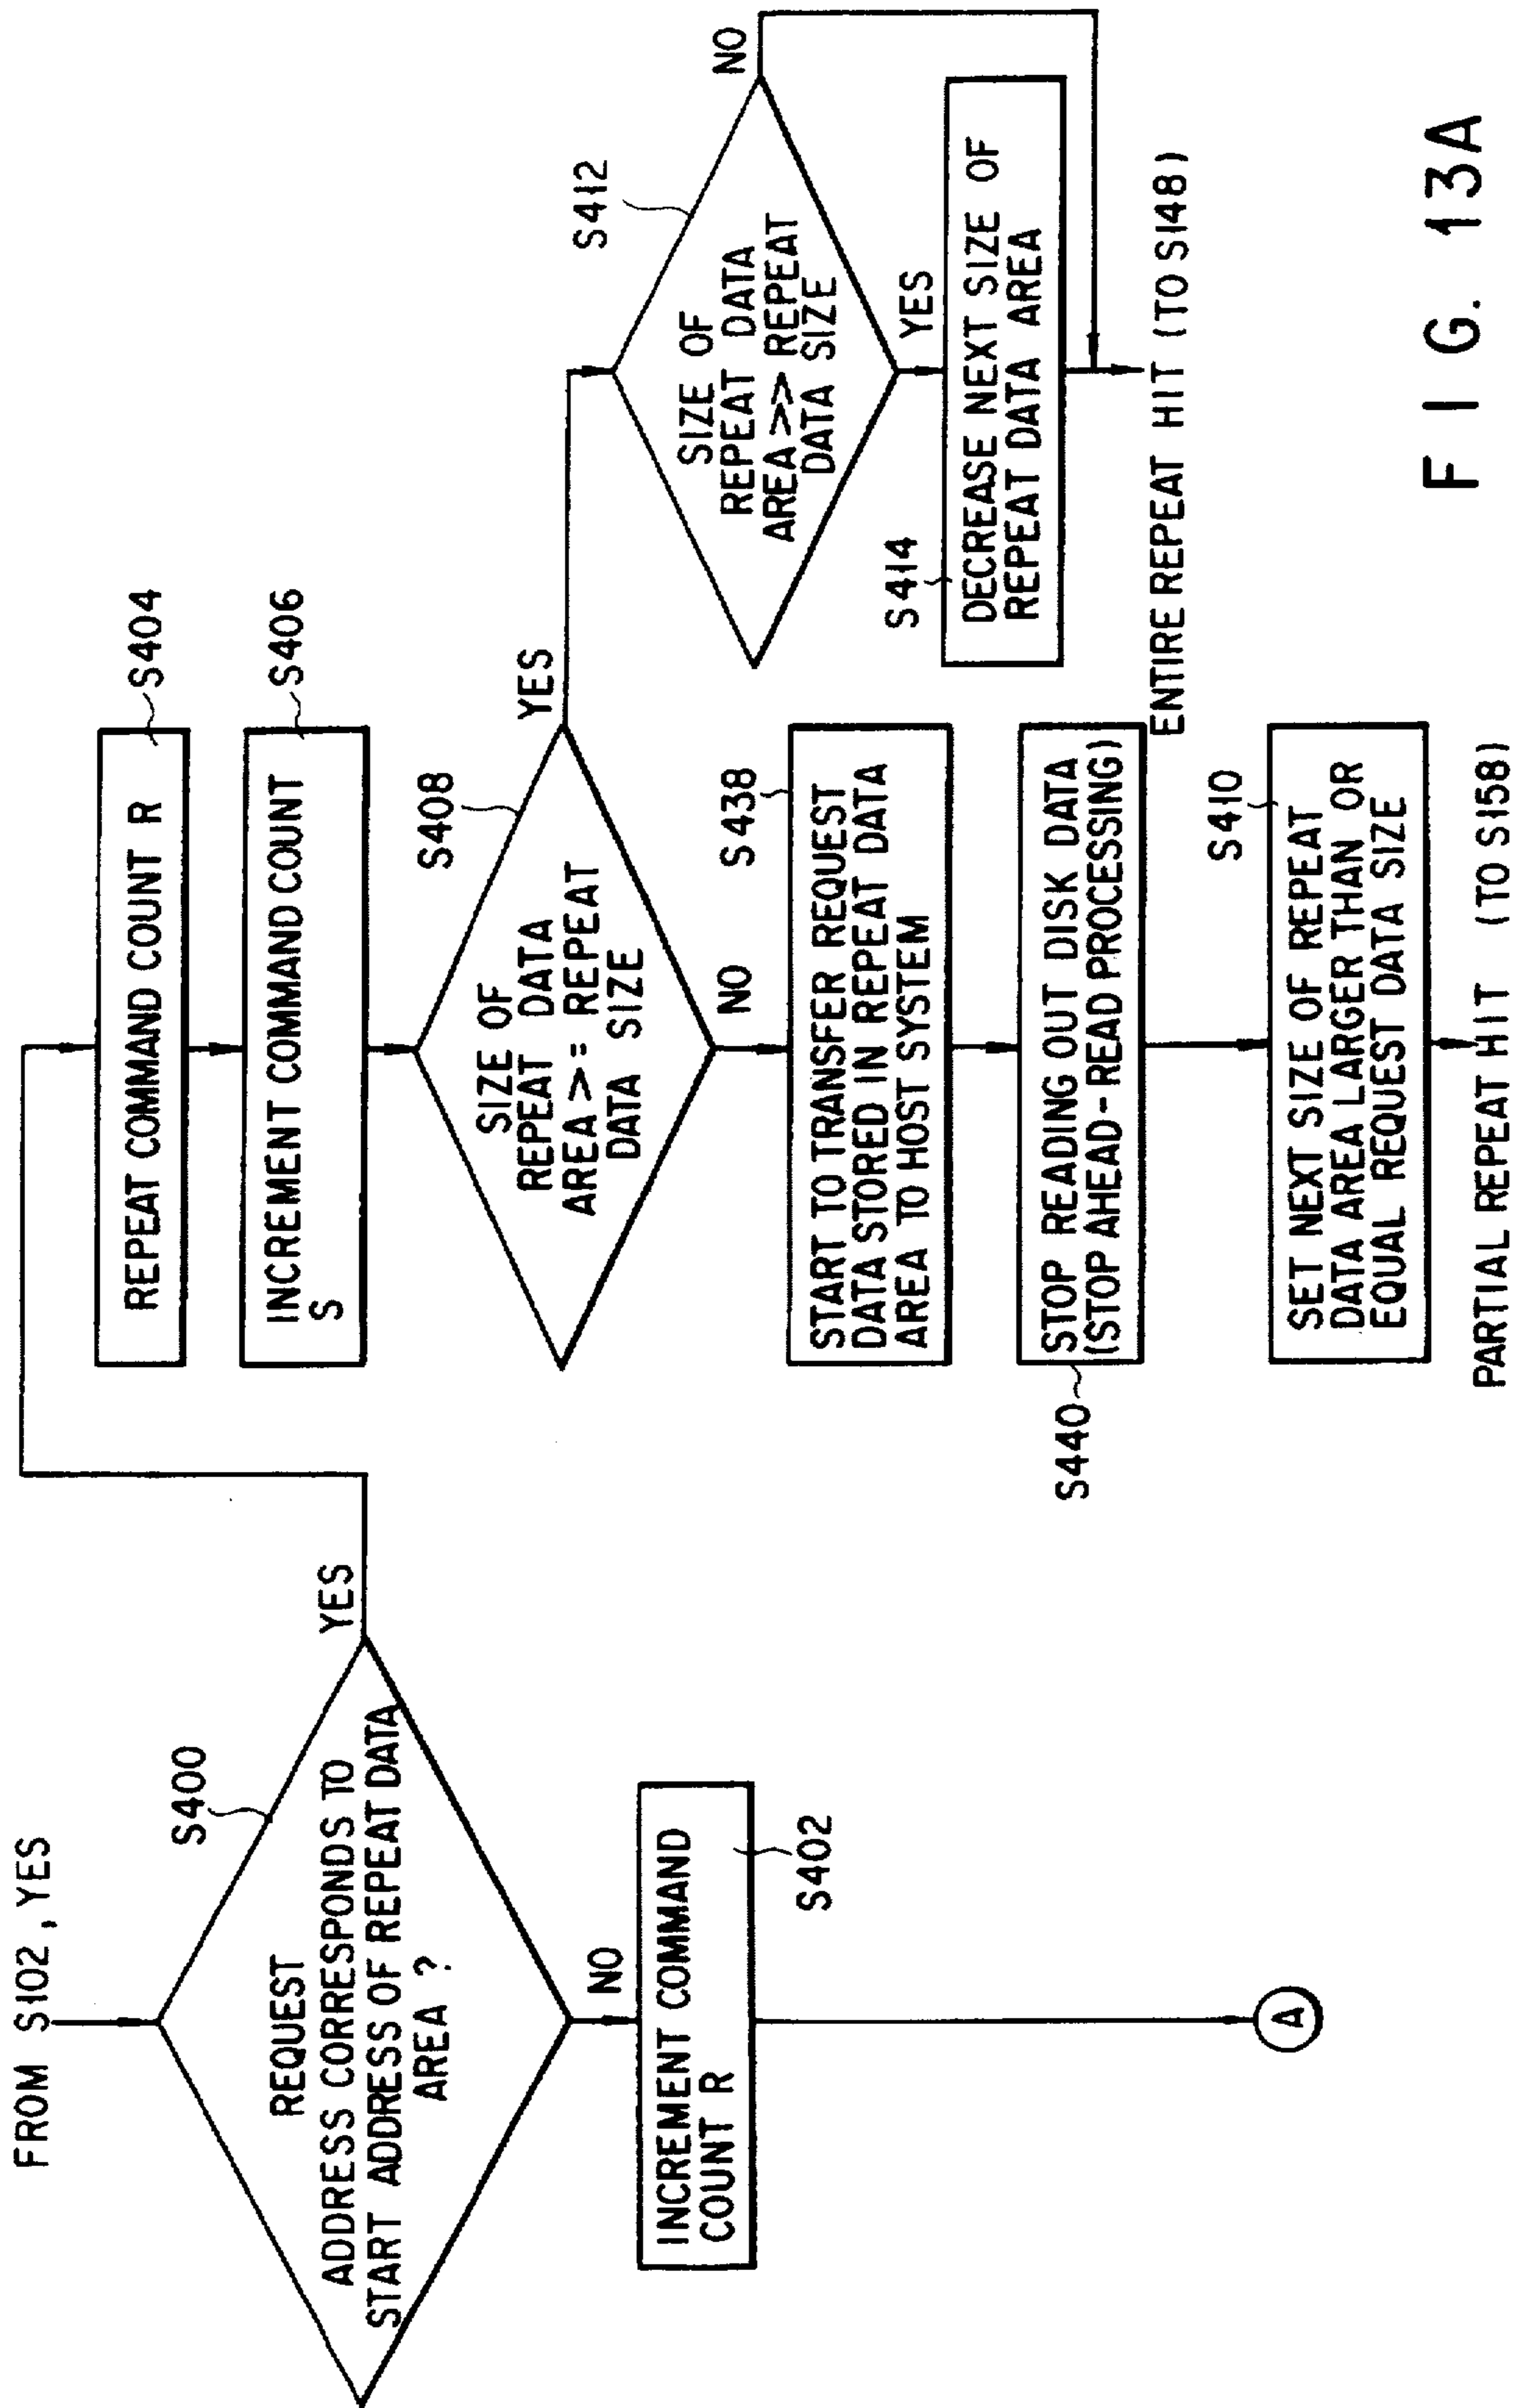 FROM S102, YES
S400
REQUEST
ADDRESS CORRESPONDS TO
START ADDRESS OF REPEAT DATA
AREA ?
YES
NO
INCREMENT COMMAND
COUNT R
S402
A
REPEAT COMMAND COUNT R
S404
INCREMENT COMMAND COUNT
S
S406
S408
SIZE OF
REPEAT DATA
AREA >= REPEAT
DATA SIZE
YES
NO
S438
START TO TRANSFER REQUEST
DATA STORED IN REPEAT DATA
AREA TO HOST SYSTEM
STOP READING OUT DISK DATA
(STOP AHEAD-READ PROCESSING)
S440
S410
SET NEXT SIZE OF REPEAT
DATA AREA LARGER THAN OR
EQUAL REQUEST DATA SIZE
PARTIAL REPEAT HIT (TO S158)
S412
SIZE OF
REPEAT DATA
AREA >> REPEAT
DATA SIZE
NO
YES
S414
DECREASE NEXT SIZE OF
REPEAT DATA AREA
ENTIRE REPEAT HIT (TO S148)
FIG. 13A